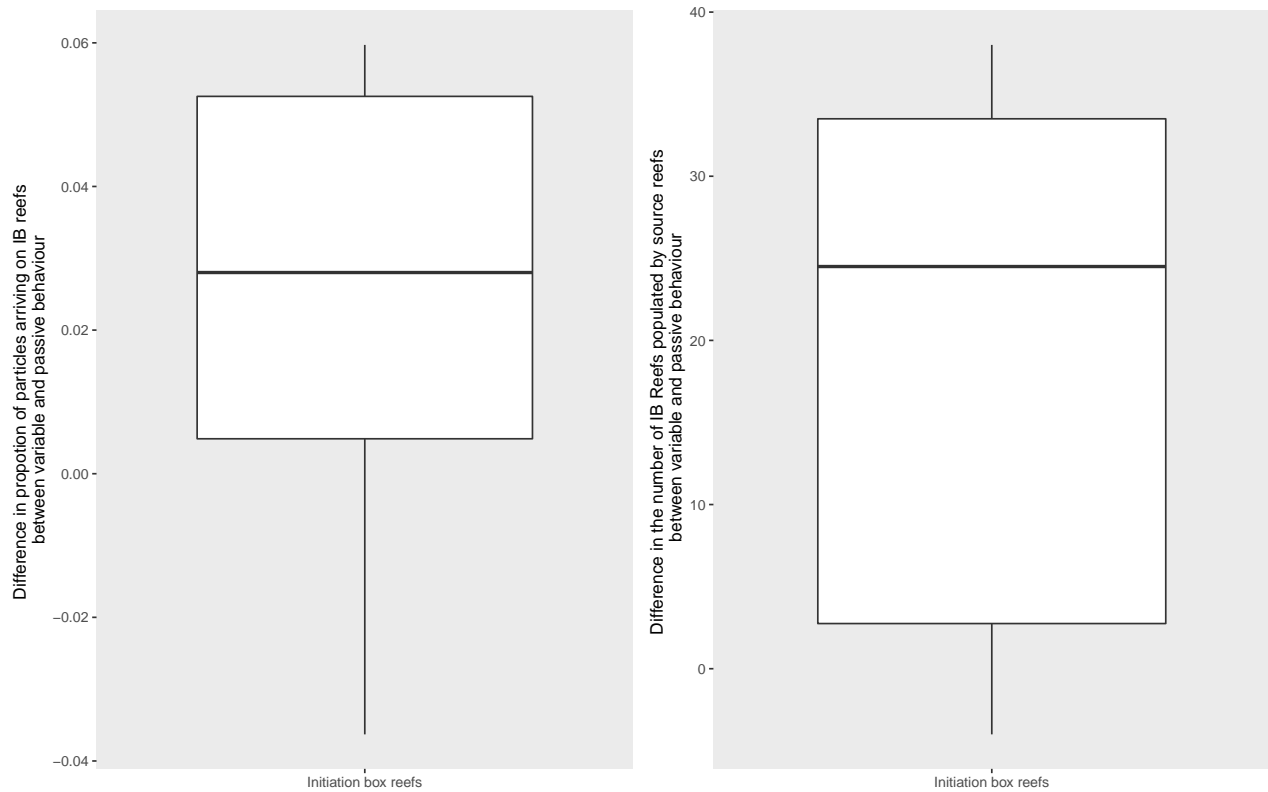 Difference in propotion of particles arriving on IB reefs
between variable and passive behaviour
0.06
0.04
0.02
0.00
−0.02
−0.04
Initiation box reefs
Difference in the number of IB Reefs populated by source reefs
between variable and passive behaviour
40
30
20
10
0
Initiation box reefs